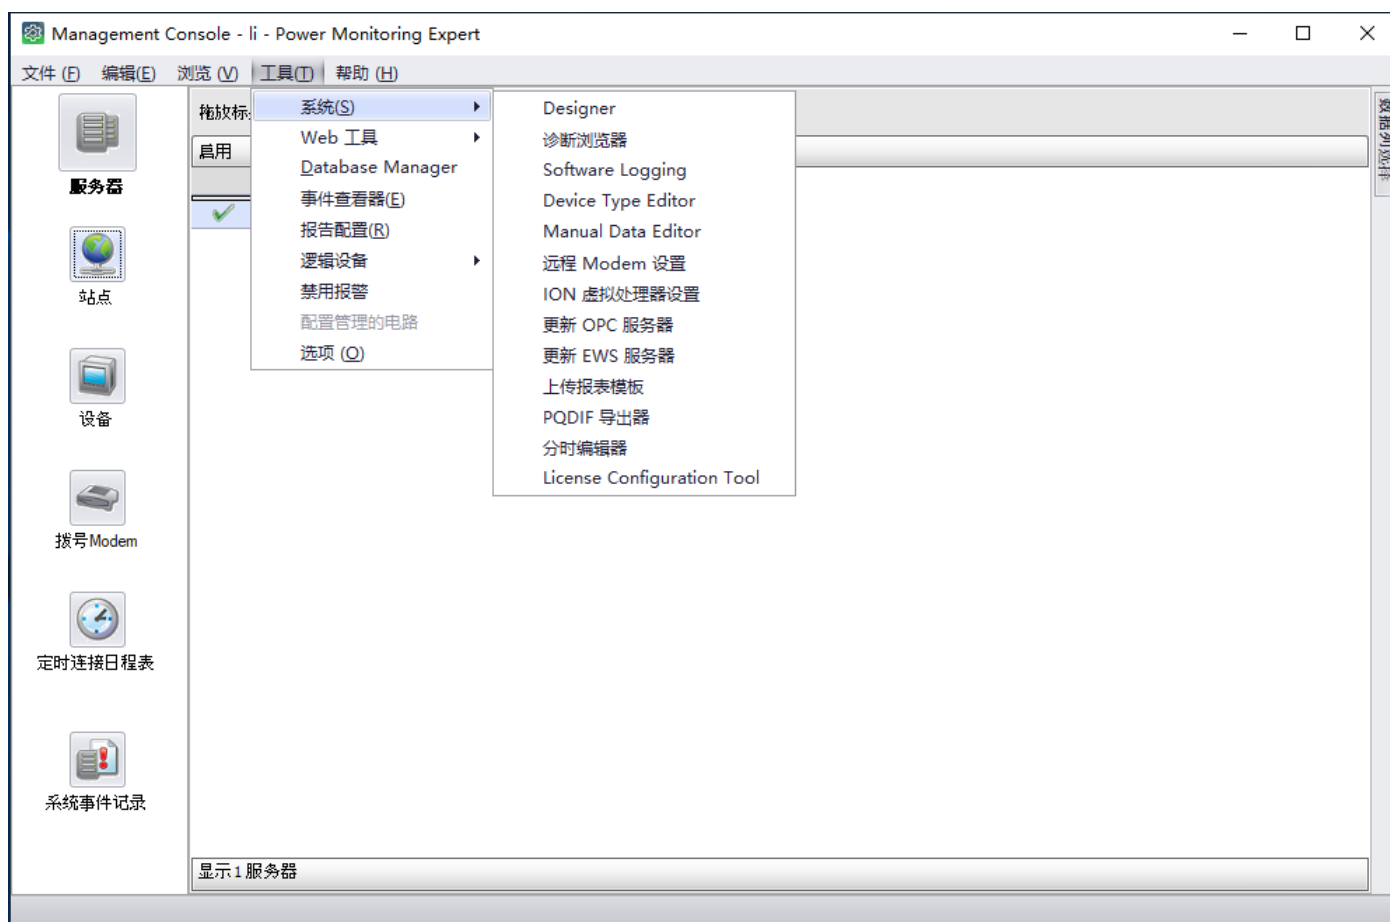 Management Console - li - Power Monitoring Expert
文件 (F) 编辑(E) 浏览 (V) 工具(T) 帮助 (H)
服务器
站点
设备
拨号Modem
定时连接日程表
系统事件记录
拖放标
启用
系统(S)
Web 工具
Database Manager
事件查看器(E)
报告配置(R)
逻辑设备
禁用报警
配置管理的电路
选项 (O)
Designer
诊断浏览器
Software Logging
Device Type Editor
Manual Data Editor
远程 Modem 设置
ION 虚拟处理器设置
更新 OPC 服务器
更新 EWS 服务器
上传报表模板
PQDIF 导出器
分时编辑器
License Configuration Tool
数据列选择
显示1服务器